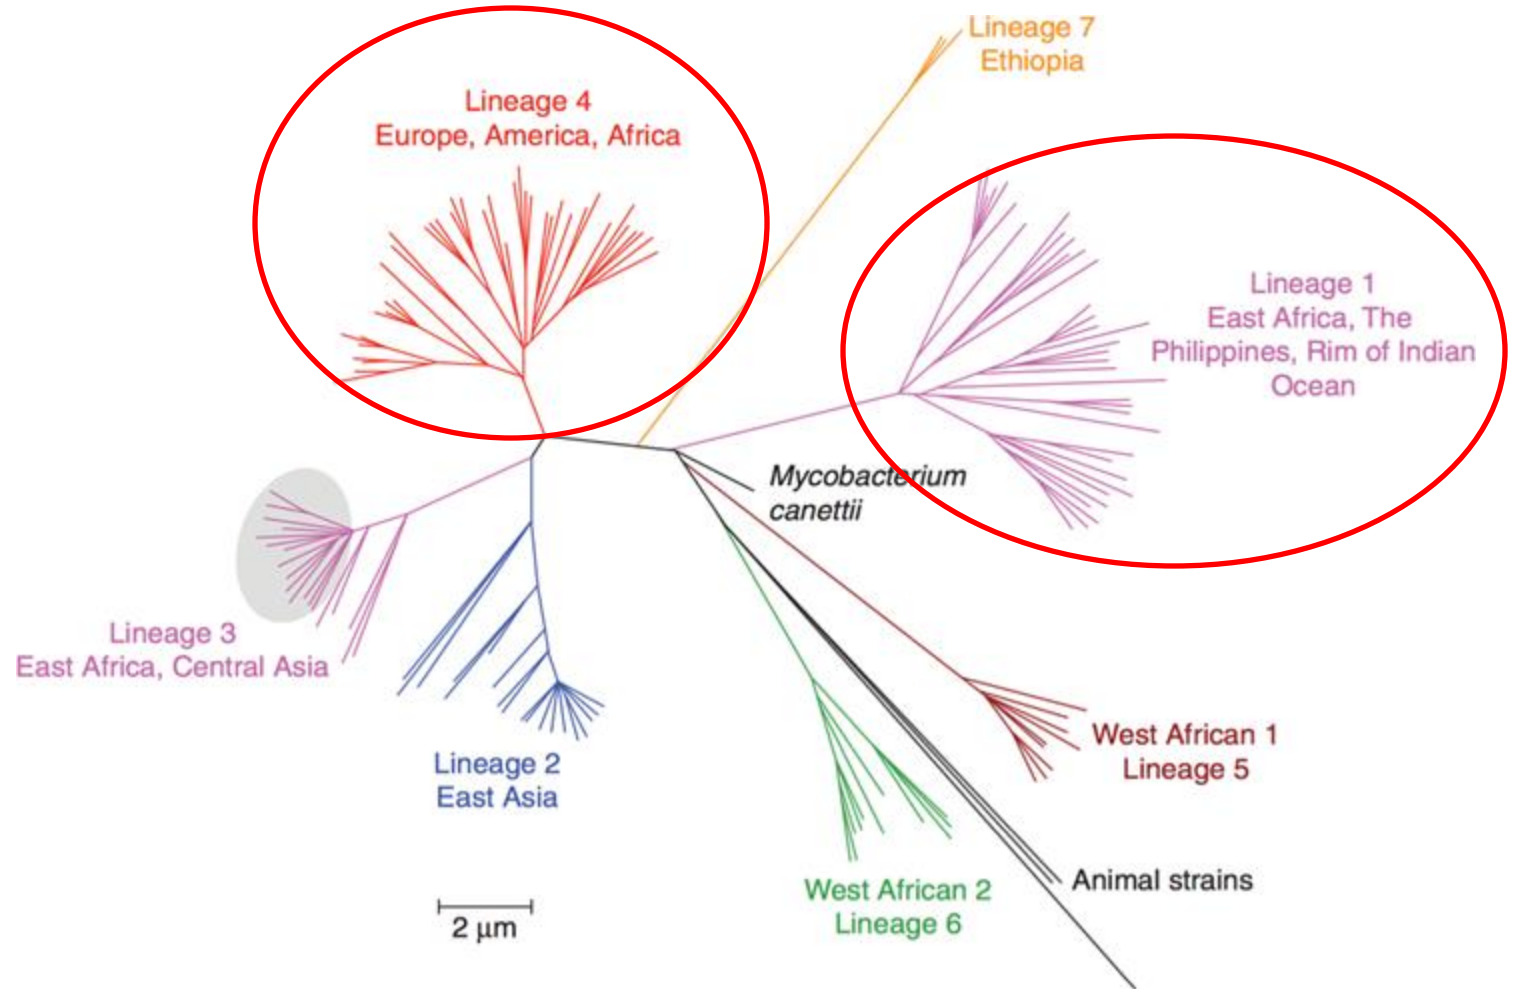 Lineage 7
Ethiopia
Lineage 4
Europe, America, Africa
Lineage 1
East Africa, The
Philippines, Rim of Indian
Ocean
Mycobacterium
canettii
Lineage 3
East Africa, Central Asia
West African 1
Lineage 5
Lineage 2
East Asia
Animal strains
West African 2
Lineage 6
2 μm